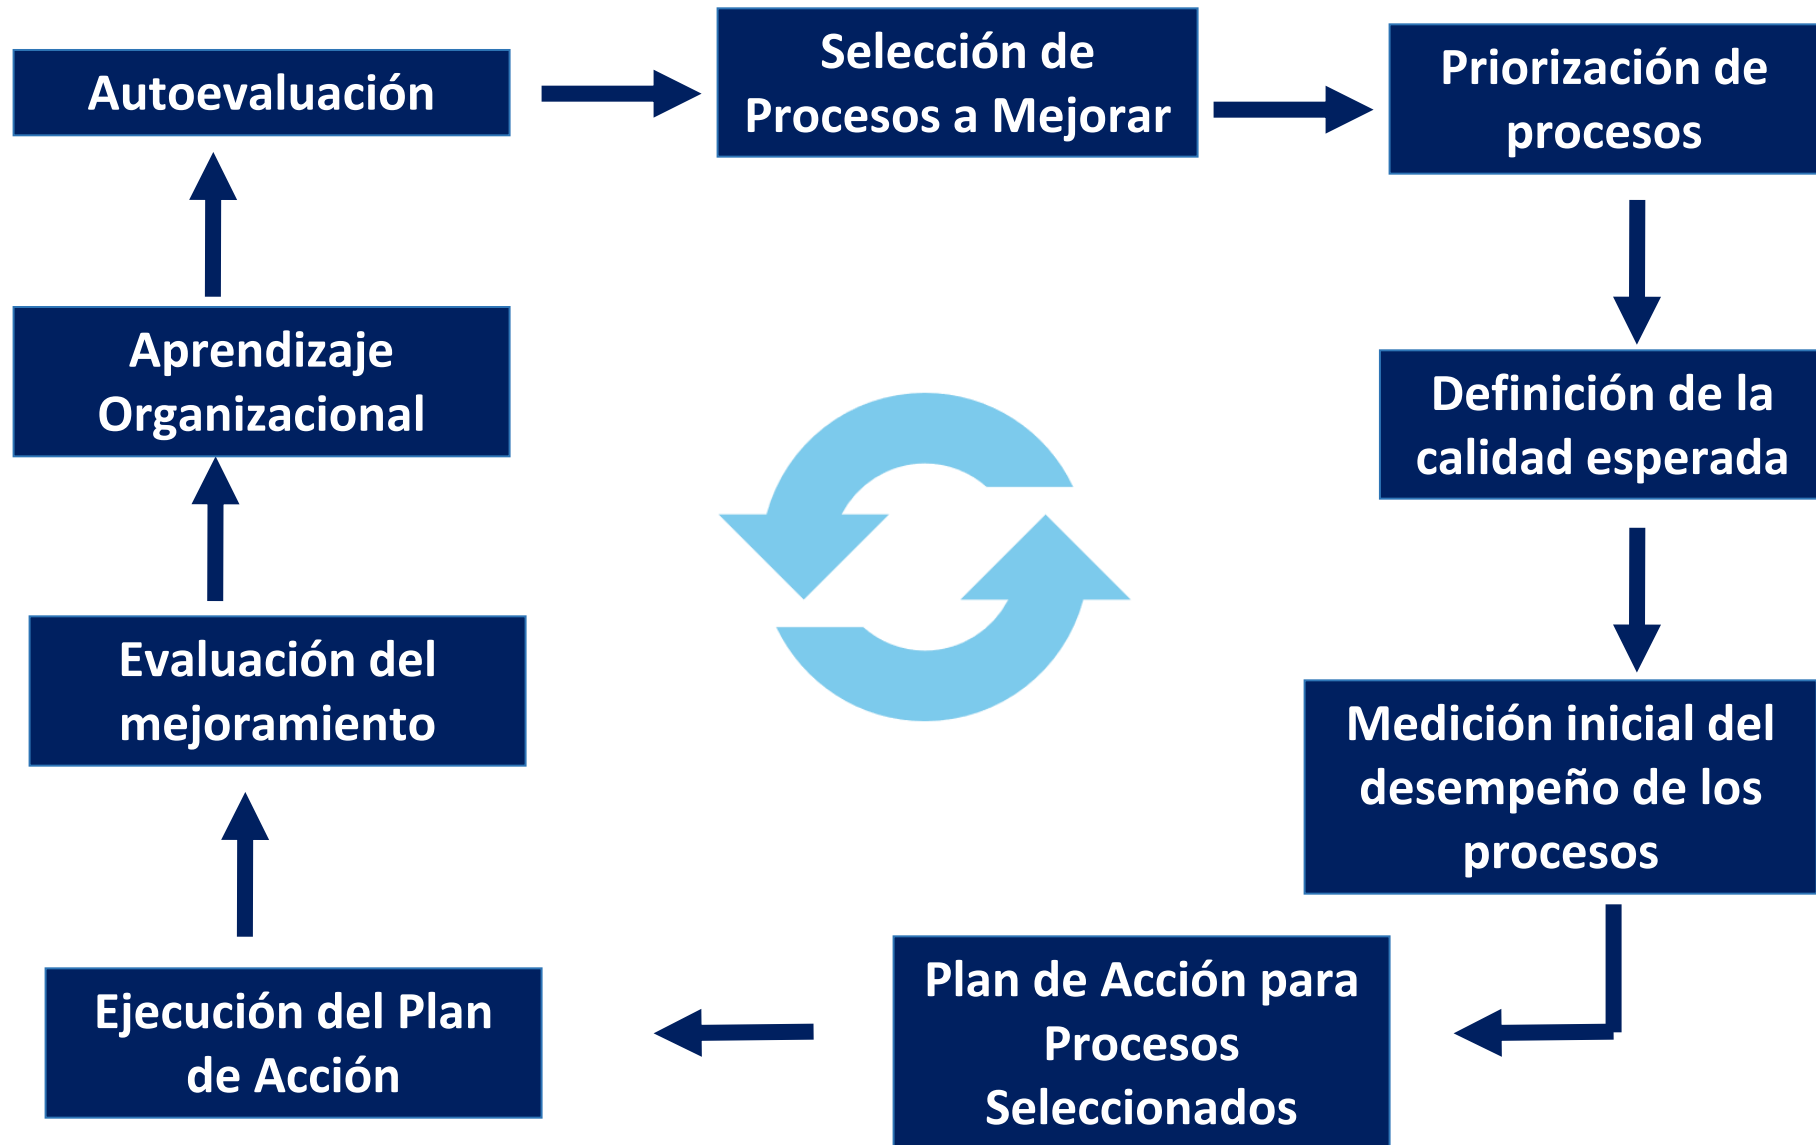 Autoevaluación
Selección de
Procesos a Mejorar
Priorización de
procesos
Definición de la
calidad esperada
Medición inicial del
desempeño de los
procesos
Plan de Acción para
Procesos
Seleccionados
Ejecución del Plan
de Acción
Evaluación del
mejoramiento
Aprendizaje
Organizacional